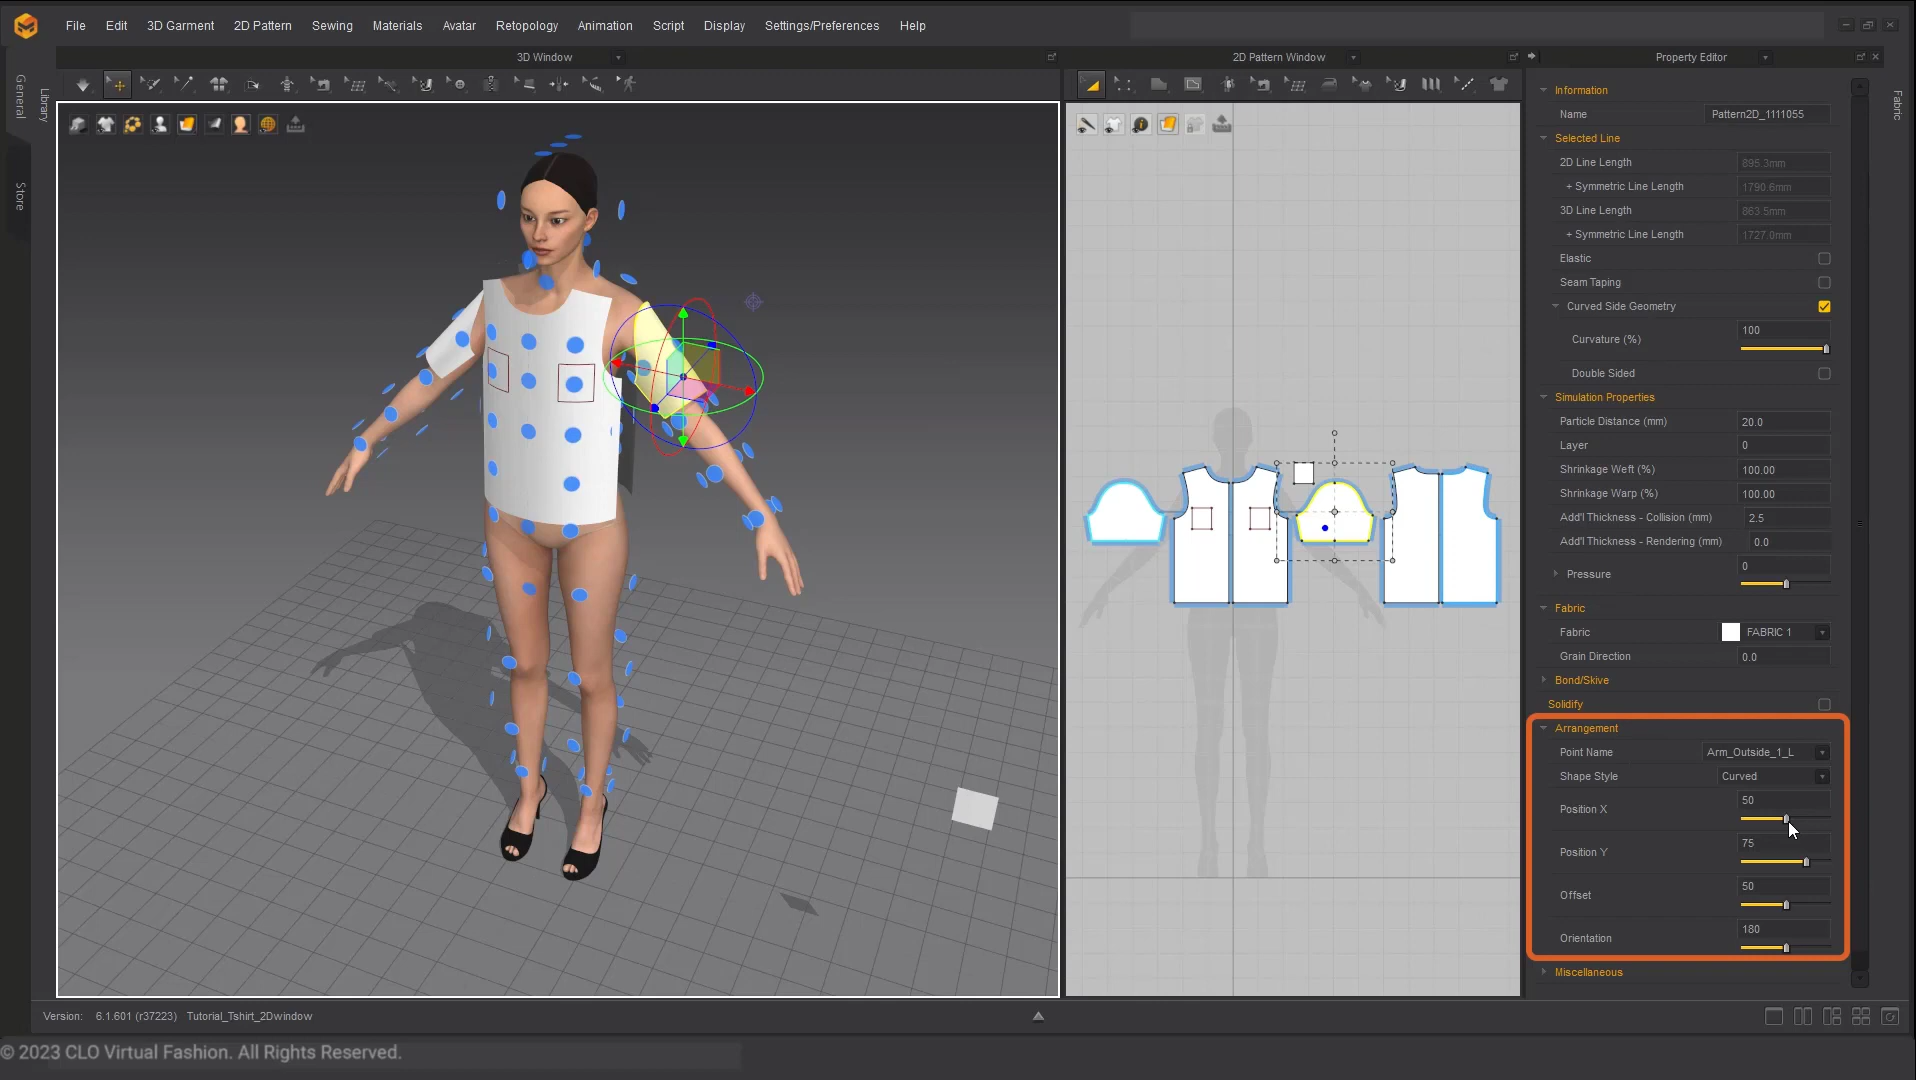 File Edit 3D Garment 2D Pattern Sewing Materials Avatar Retopology Animation Script Display Settings/Preferences Help
3D Window
2D Pattern Window
Property Editor
General
Library
Store
Fabric
Information
Name Pattern2D_1111055
Selected Line
2D Line Length 895.3mm
+ Symmetric Line Length 1790.6mm
3D Line Length 863.5mm
+ Symmetric Line Length 1727.0mm
Elastic
Seam Taping
Curved Side Geometry
Curvature (%) 100
Double Sided
Simulation Properties
Particle Distance (mm) 20.0
Layer 0
Shrinkage Weft (%) 100.00
Shrinkage Warp (%) 100.00
Add'l Thickness - Collision (mm) 2.5
Add'l Thickness - Rendering (mm) 0.0
Pressure 0
Fabric
Fabric FABRIC 1
Grain Direction 0.0
Bond/Skive
Solidify
Arrangement
Point Name Arm_Outside_1_L
Shape Style Curved
Position X 50
Position Y 75
Offset 50
Orientation 180
Miscellaneous
Version: 6.1.601 (r37223) Tutorial_Tshirt_2Dwindow
© 2023 CLO Virtual Fashion. All Rights Reserved.